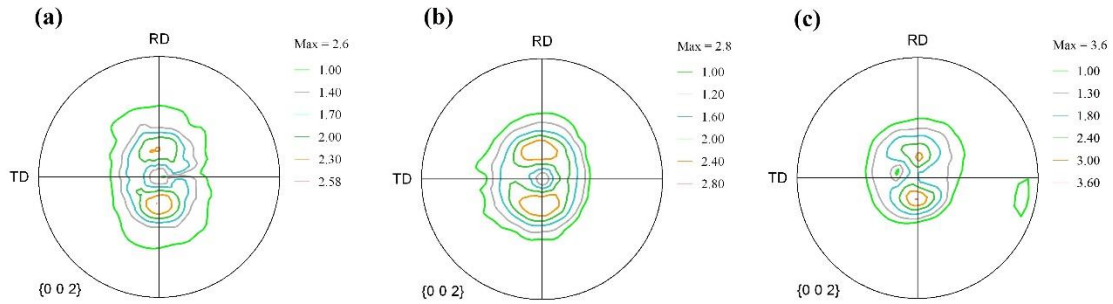 (a)
RD
Max = 2.6
1.00
1.40
1.70
2.00
2.30
2.58
TD
{0 0 2}
(b)
RD
Max = 2.8
1.00
1.20
1.60
2.00
2.40
2.80
TD
{0 0 2}
(c)
RD
Max = 3.6
1.00
1.30
1.80
2.40
3.00
3.60
TD
{0 0 2}